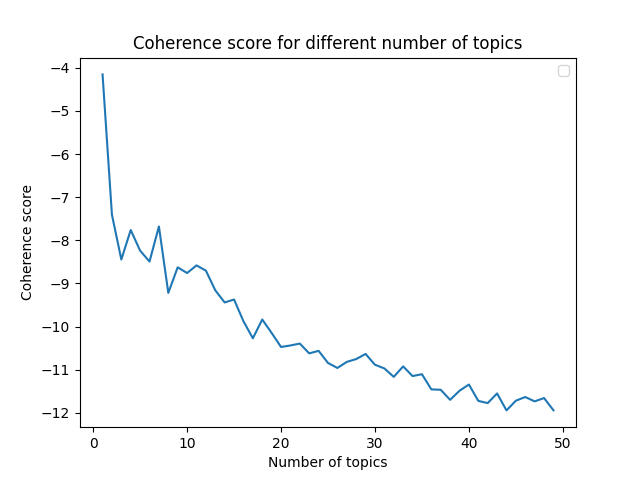 Coherence score for different number of topics
−4
−5
−6
−7
−8
−9
−10
−11
−12
Coherence score
0 10 20 30 40 50
Number of topics